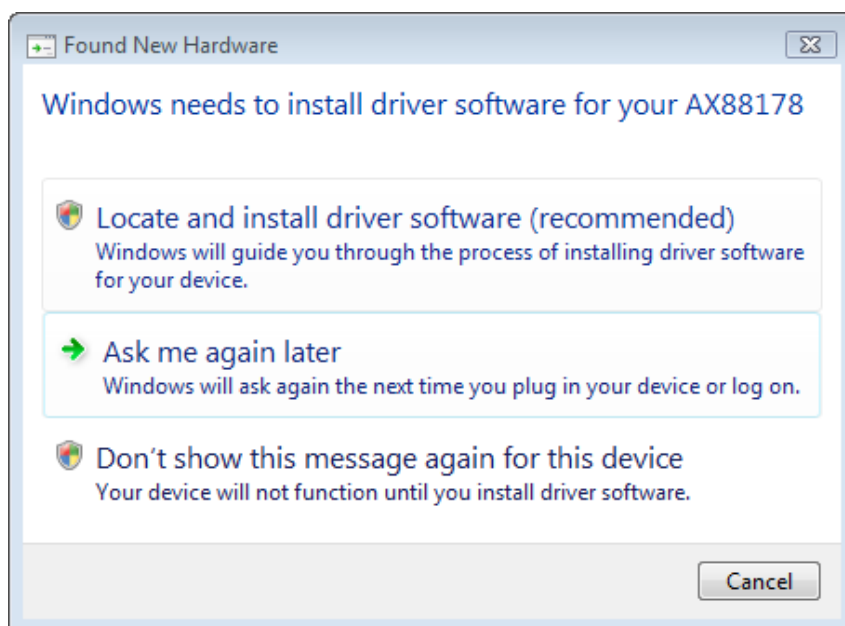 Found New Hardware
Windows needs to install driver software for your AX88178
Locate and install driver software (recommended)
Windows will guide you through the process of installing driver software
for your device.
Ask me again later
Windows will ask again the next time you plug in your device or log on.
Don't show this message again for this device
Your device will not function until you install driver software.
Cancel